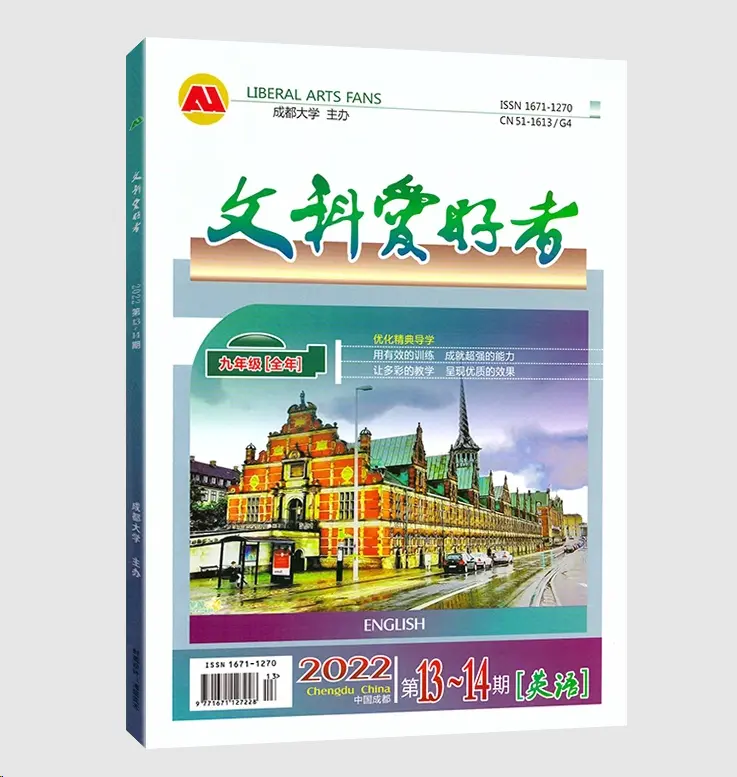 LIBERAL ARTS FANS
成都大学 主办
ISSN 1671-1270
CN 51-1613/G4
文科爱好者
优化精典导学
用有效的训练 成就超强的能力
让多彩的教学 呈现优质的效果
九年级[全年]
ENGLISH
ISSN 1671-1270
13>
9 771671 127228
2022
Chengdu China
中国成都
第13~14期
[英语]
文科爱好者
2022 第13~14期
成都大学 主办